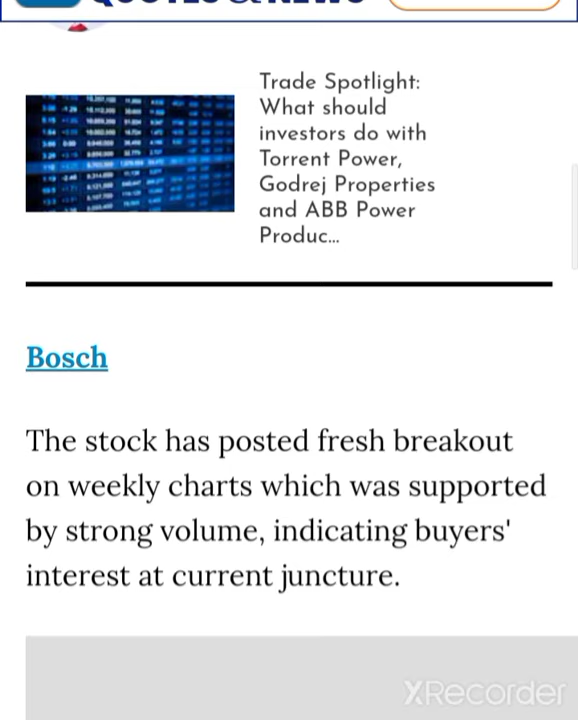 QUOTES & NEWS
Trade Spotlight:
What should
investors do with
Torrent Power,
Godrej Properties
and ABB Power
Produc...
Bosch
The stock has posted fresh breakout
on weekly charts which was supported
by strong volume, indicating buyers'
interest at current juncture.
XRecorder